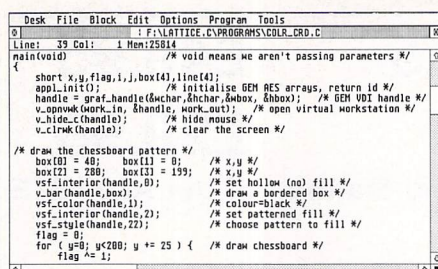 Desk File Block Edit Options Program Tools
: F:\LATTICE.C\PROGRAMS\COLR_CRD.C
Line: 39 Col: 1 Mem:25814
main(void) /* void means we aren't passing parameters */
{
short x,y,flag,i,j,box[4],line[4];
appl_init(); /* initialise GEM AES arrays, return id */
handle = graf_handle(&wchar,&hchar,&wbox, &hbox); /* GEM VDI handle */
v_opnvwk(work_in, &handle, work_out); /* open virtual workstation */
v_hide_c(handle); /* hide mouse */
v_clrwk(handle); /* clear the screen */
/* draw the chessboard pattern */
box[0] = 40; box[1] = 0; /* x,y */
box[2] = 280; box[3] = 199; /* x,y */
vsf_interior(handle,0); /* set hollow (no) fill */
v_bar(handle,box); /* draw a bordered box */
vsf_color(handle,1); /* colour=black */
vsf_interior(handle,2); /* set patterned fill */
vsf_style(handle,22); /* choose pattern to fill */
flag = 0;
for ( y=0; y<200; y += 25 ) { /* draw chessboard */
flag ^= 1;